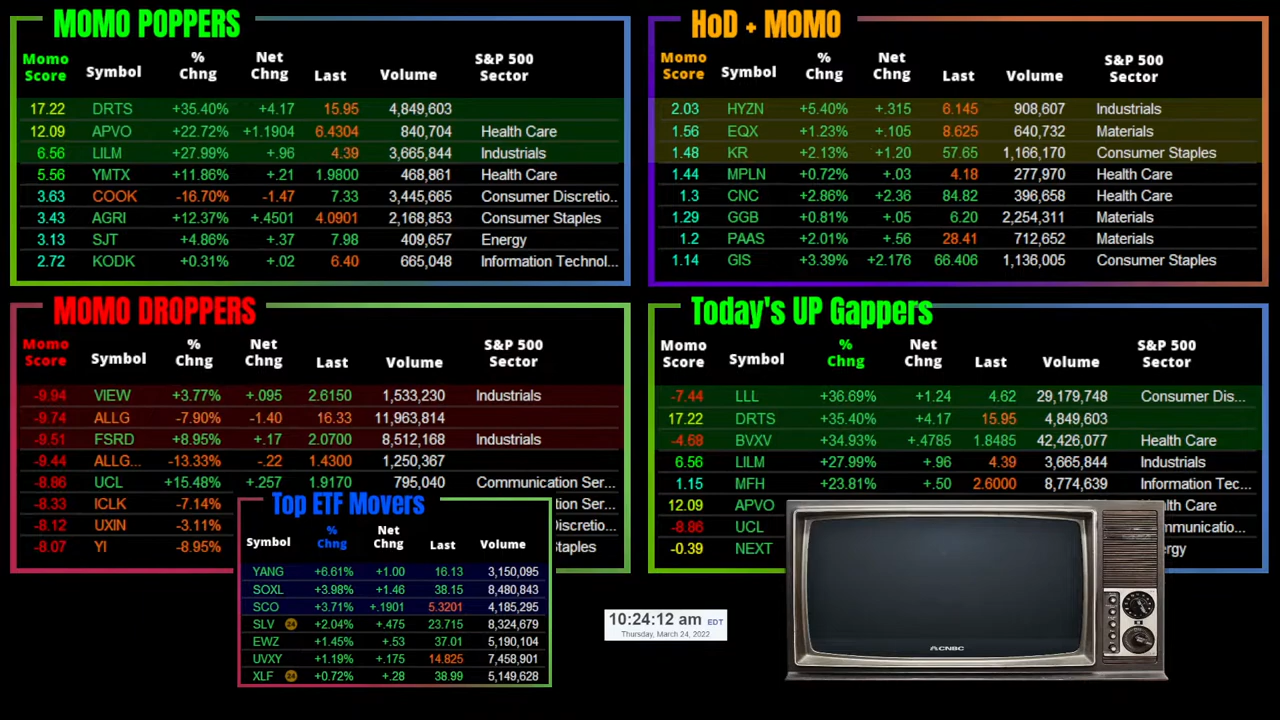 MOMO POPPERS
Momo Score Symbol % Chng Net Chng Last Volume S&P 500 Sector
17.22 DRTS +35.40% +4.17 15.95 4,849,603
12.09 APVO +22.72% +1.1904 6.4304 840,704 Health Care
6.56 LILM +27.99% +.96 4.39 3,665,844 Industrials
5.56 YMTX +11.86% +.21 1.9800 468,861 Health Care
3.63 COOK -16.70% -1.47 7.33 3,445,665 Consumer Discretio..
3.43 AGRI +12.37% +.4501 4.0901 2,168,853 Consumer Staples
3.13 SJT +4.86% +.37 7.98 409,657 Energy
2.72 KODK +0.31% +.02 6.40 665,048 Information Technol...
HoD + MOMO
Momo Score Symbol % Chng Net Chng Last Volume S&P 500 Sector
2.03 HYZN +5.40% +.315 6.145 908,607 Industrials
1.56 EQX +1.23% +.105 8.625 640,732 Materials
1.48 KR +2.13% +1.20 57.65 1,166,170 Consumer Staples
1.44 MPLN +0.72% +.03 4.18 277,970 Health Care
1.3 CNC +2.86% +2.36 84.82 396,658 Health Care
1.29 GGB +0.81% +.05 6.20 2,254,311 Materials
1.2 PAAS +2.01% +.56 28.41 712,652 Materials
1.14 GIS +3.39% +2.176 66.406 1,136,005 Consumer Staples
MOMO DROPPERS
Momo Score Symbol % Chng Net Chng Last Volume S&P 500 Sector
-9.94 VIEW +3.77% +.095 2.6150 1,533,230 Industrials
-9.74 ALLG -7.90% -1.40 16.33 11,963,814
-9.51 FSRD +8.95% +.17 2.0700 8,512,168 Industrials
-9.44 ALLG... -13.33% -.22 1.4300 1,250,367
-8.86 UCL +15.48% +.257 1.9170 795,040 Communication Ser...
-8.33 ICLK -7.14% tion Ser...
-8.12 UXIN -3.11% Discretio...
-8.07 YI -8.95% taples
Today's UP Gappers
Momo Score Symbol % Chng Net Chng Last Volume S&P 500 Sector
-7.44 LLL +36.69% +1.24 4.62 29,179,748 Consumer Dis...
17.22 DRTS +35.40% +4.17 15.95 4,849,603
-4.68 BVXV +34.93% +.4785 1.8485 42,426,077 Health Care
6.56 LILM +27.99% +.96 4.39 3,665,844 Industrials
1.15 MFH +23.81% +.50 2.6000 8,774,639 Information Tec...
12.09 APVO Health Care
-8.86 UCL mmunicatio...
-0.39 NEXT ergy
Top ETF Movers
Symbol % Chng Net Chng Last Volume
YANG +6.61% +1.00 16.13 3,150,095
SOXL +3.98% +1.46 38.15 8,480,843
SCO +3.71% +.1901 5.3201 4,185,295
SLV 24 +2.04% +.475 23.715 8,324,679
EWZ +1.45% +.53 37.01 5,190,104
UVXY +1.19% +.175 14.825 7,458,901
XLF 24 +0.72% +.28 38.99 5,149,628
10:24:12 am EDT
Thursday, March 24, 2022
CNBC